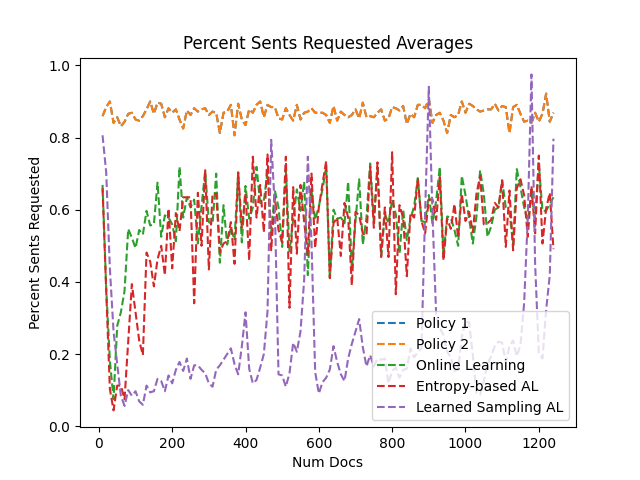 Percent Sents Requested Averages
1.0
0.8
0.6
0.4
0.2
0.0
Percent Sents Requested
0
200
400
600
800
1000
1200
Num Docs
Policy 1
Policy 2
Online Learning
Entropy-based AL
Learned Sampling AL